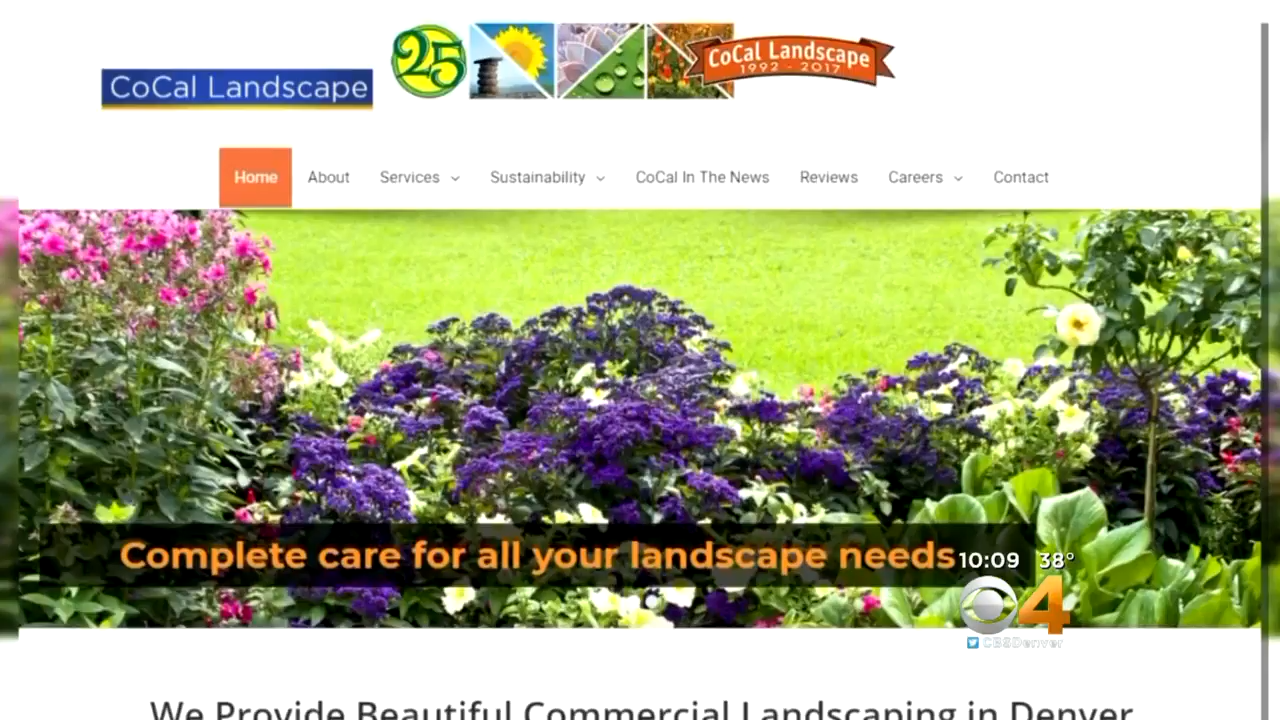 25
CoCal Landscape
1992 - 2017
CoCal Landscape
Home About Services Sustainability CoCal In The News Reviews Careers Contact
Complete care for all your landscape needs
10:09 38°
4
CBSDenver
We Provide Beautiful Commercial Landscaping in Denver